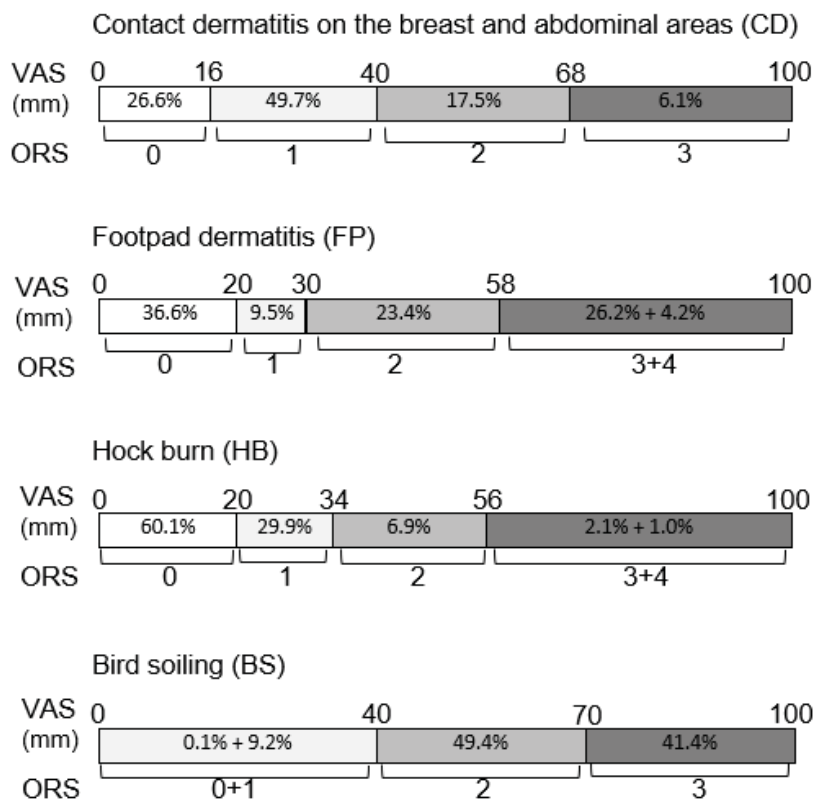 Contact dermatitis on the breast and abdominal areas (CD)
VAS 0 16 40 68 100
(mm) 26.6% 49.7% 17.5% 6.1%
ORS 0 1 2 3
Footpad dermatitis (FP)
VAS 0 20 30 58 100
(mm) 36.6% 9.5% 23.4% 26.2% + 4.2%
ORS 0 1 2 3+4
Hock burn (HB)
VAS 0 20 34 56 100
(mm) 60.1% 29.9% 6.9% 2.1% + 1.0%
ORS 0 1 2 3+4
Bird soiling (BS)
VAS 0 40 70 100
(mm) 0.1% + 9.2% 49.4% 41.4%
ORS 0+1 2 3